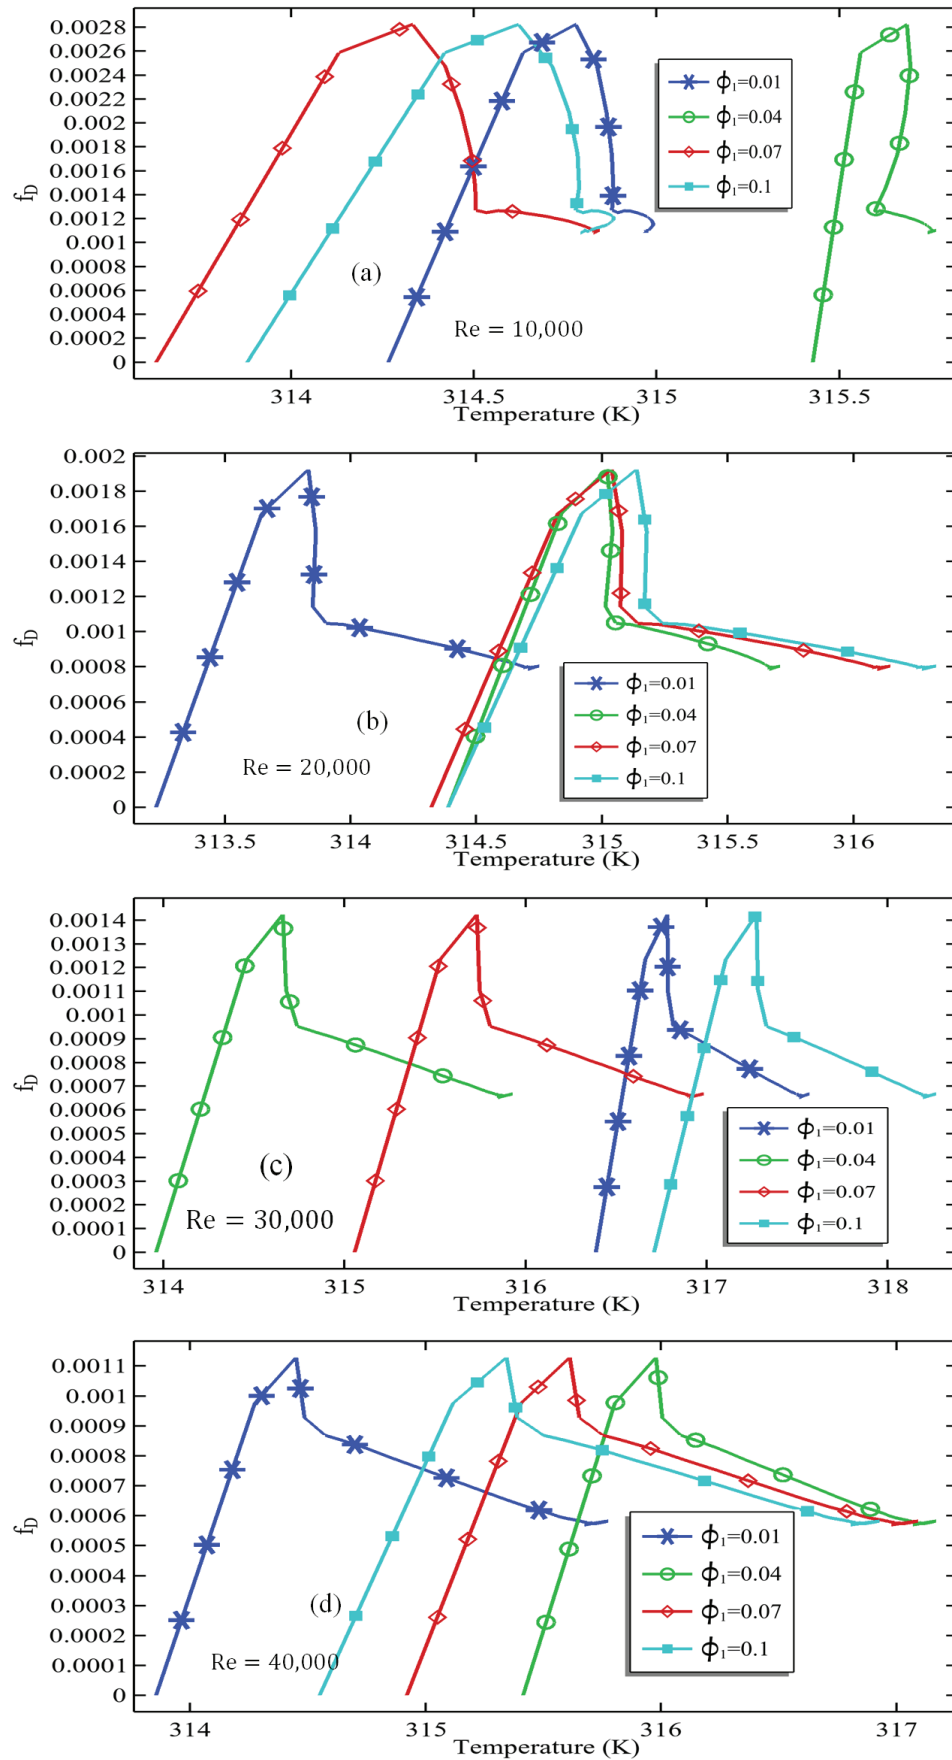 0.0028
0.0026
0.0024
0.0022
0.002
0.0018
0.0016
0.0014
0.0012
0.001
0.0008
0.0006
0.0004
0.0002
0
f_D
ϕ₁=0.01
ϕ₁=0.04
ϕ₁=0.07
ϕ₁=0.1
(a)
Re = 10,000
314 314.5 315 315.5
Temperature (K)
0.002
0.0018
0.0016
0.0014
0.0012
0.001
0.0008
0.0006
0.0004
0.0002
0
f_D
ϕ₁=0.01
ϕ₁=0.04
ϕ₁=0.07
ϕ₁=0.1
(b)
Re = 20,000
313.5 314 314.5 315 315.5 316
Temperature (K)
0.0014
0.0013
0.0012
0.0011
0.001
0.0009
0.0008
0.0007
0.0006
0.0005
0.0004
0.0003
0.0002
0.0001
0
f_D
ϕ₁=0.01
ϕ₁=0.04
ϕ₁=0.07
ϕ₁=0.1
(c)
Re = 30,000
314 315 316 317 318
Temperature (K)
0.0011
0.001
0.0009
0.0008
0.0007
0.0006
0.0005
0.0004
0.0003
0.0002
0.0001
0
f_D
ϕ₁=0.01
ϕ₁=0.04
ϕ₁=0.07
ϕ₁=0.1
(d)
Re = 40,000
314 315 316 317
Temperature (K)